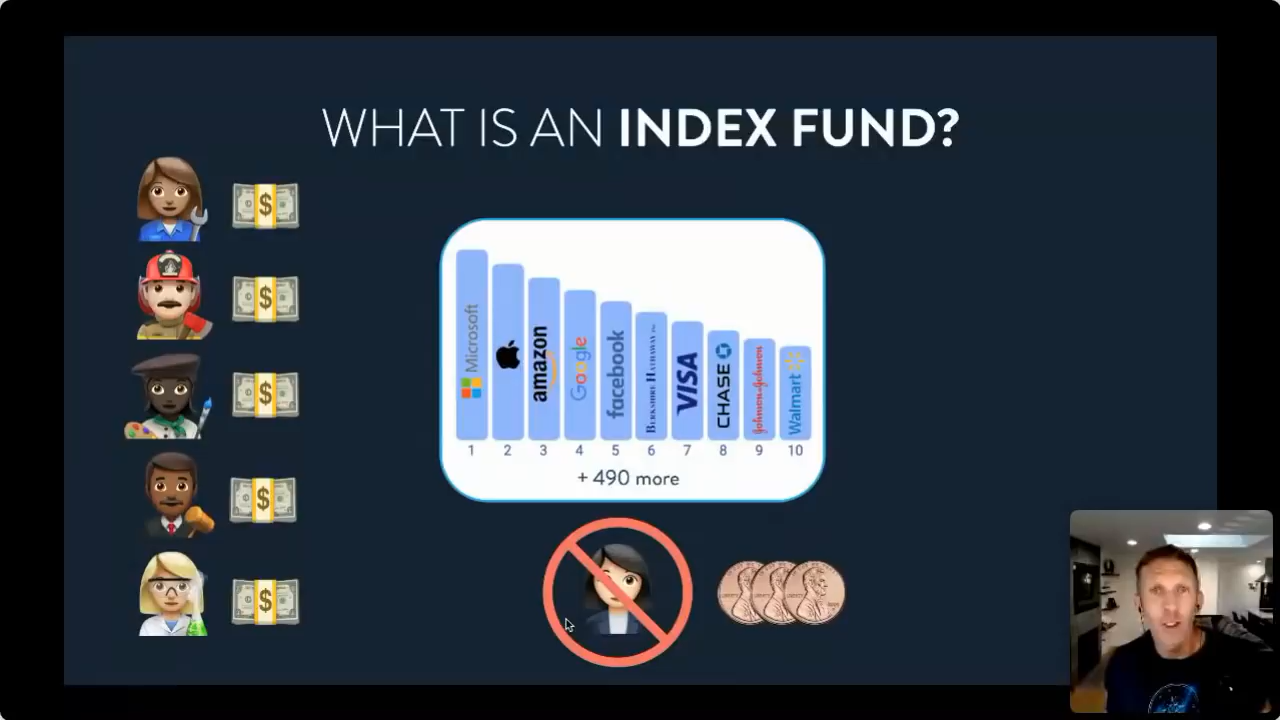 WHAT IS AN INDEX FUND?
Microsoft
amazon
Google
facebook
BERKSHIRE HATHAWAY INC.
VISA
CHASE
Johnson&Johnson
Walmart
1 2 3 4 5 6 7 8 9 10
+ 490 more